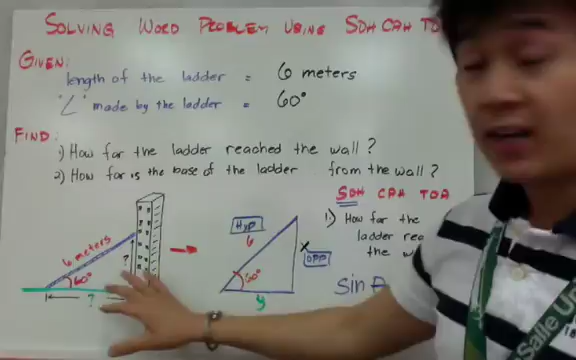 SOLVING WORD PROBLEM USING SOH CAH TO
GIVEN:
length of the ladder = 6 meters
"∠" made by the ladder = 60°
FIND:
1) How far the ladder reached the wall ?
2) How far is the base of the ladder from the wall ?
SOH CAH TOA
1) How far the
ladder rea
the w
6 meters
60°
?
?
HYP
6
60°
x
OPP
y
sin θ
Salle Un